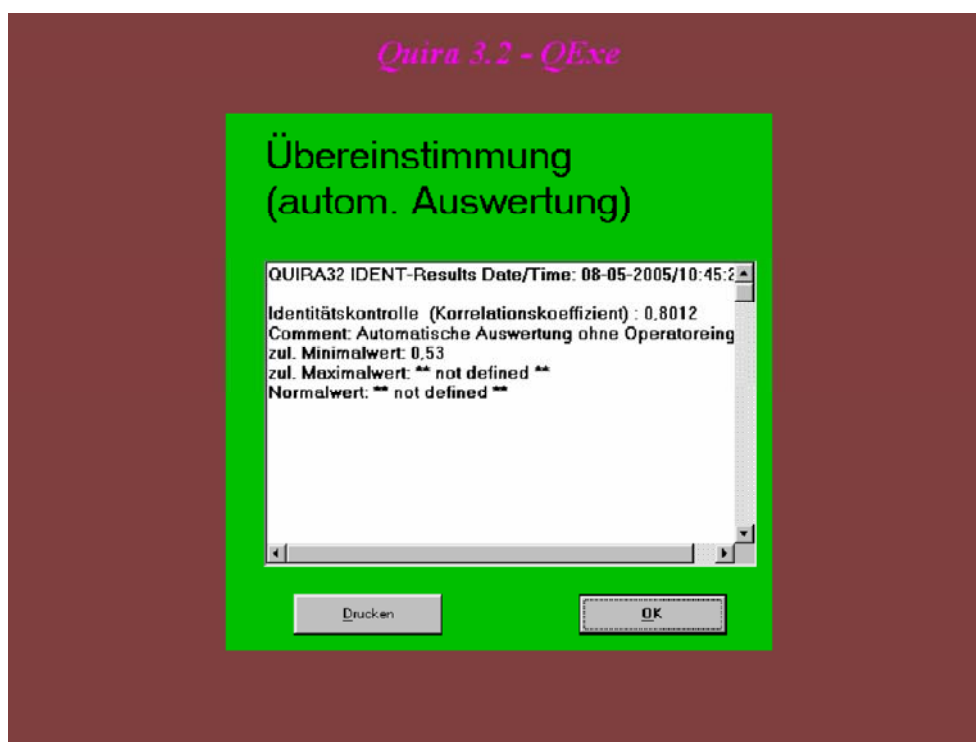 Quira 3.2 - QExe
Übereinstimmung
(autom. Auswertung)
QUIRA32 IDENT-Results Date/Time: 08-05-2005/10:45:2
Identitätskontrolle (Korrelationskoeffizient) : 0,8012
Comment: Automatische Auswertung ohne Operatoreing
zul. Minimalwert: 0,53
zul. Maximalwert: ** not defined **
Normalwert: ** not defined **
Drucken
OK